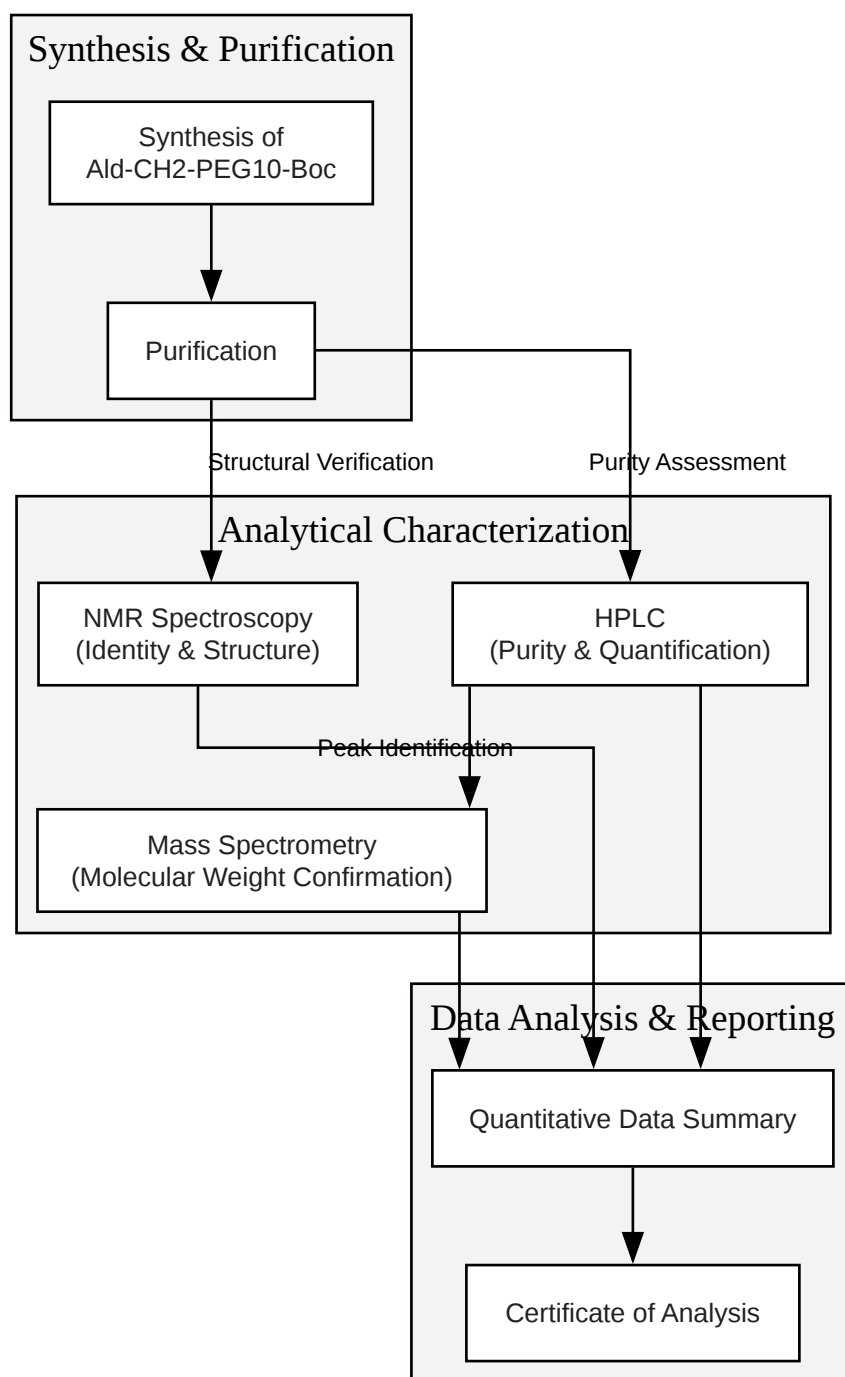 Synthesis & Purification
Synthesis of
Ald-CH2-PEG10-Boc
Purification
Structural Verification
Purity Assessment
Analytical Characterization
NMR Spectroscopy
(Identity & Structure)
HPLC
(Purity & Quantification)
Peak Identification
Mass Spectrometry
(Molecular Weight Confirmation)
Data Analysis & Reporting
Quantitative Data Summary
Certificate of Analysis